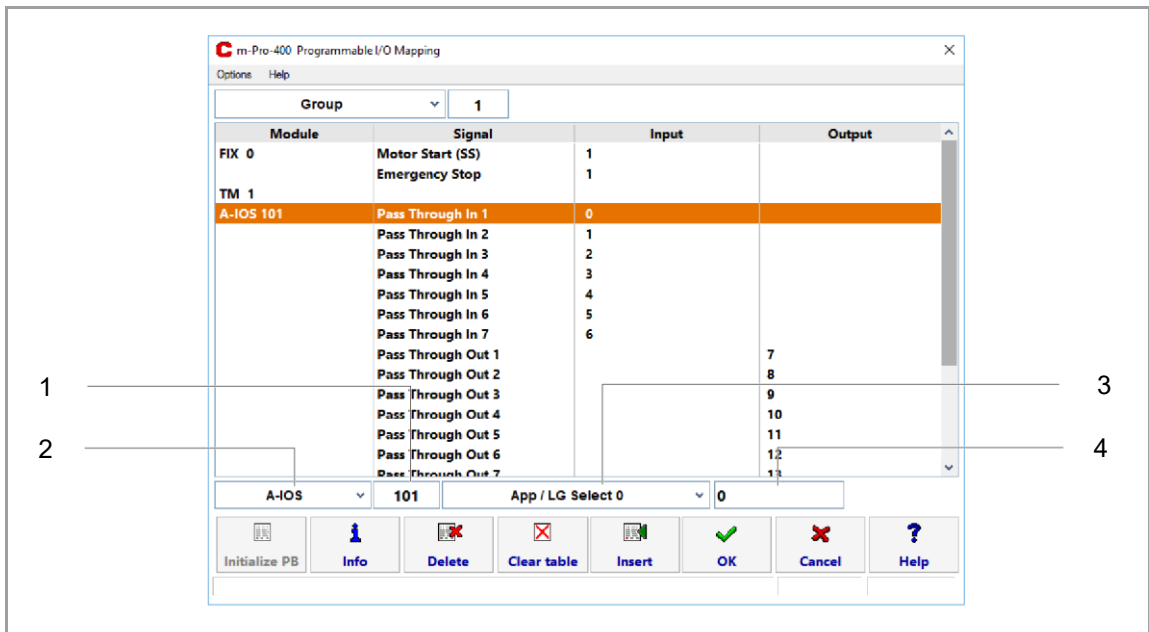 C m-Pro-400 Programmable I/O Mapping
Options Help
Group 1
Module Signal Input Output
FIX 0 Motor Start (SS) 1
Emergency Stop 1
TM 1
A-IOS 101 Pass Through In 1 0
Pass Through In 2 1
Pass Through In 3 2
Pass Through In 4 3
Pass Through In 5 4
Pass Through In 6 5
Pass Through In 7 6
Pass Through Out 1 7
Pass Through Out 2 8
1 Pass Through Out 3 9 3
Pass Through Out 4 10
Pass Through Out 5 11
2 Pass Through Out 6 12 4
Pass Through Out 7 13
A-IOS 101 App / LG Select 0 0
Initialize PB Info Delete Clear table Insert OK Cancel Help